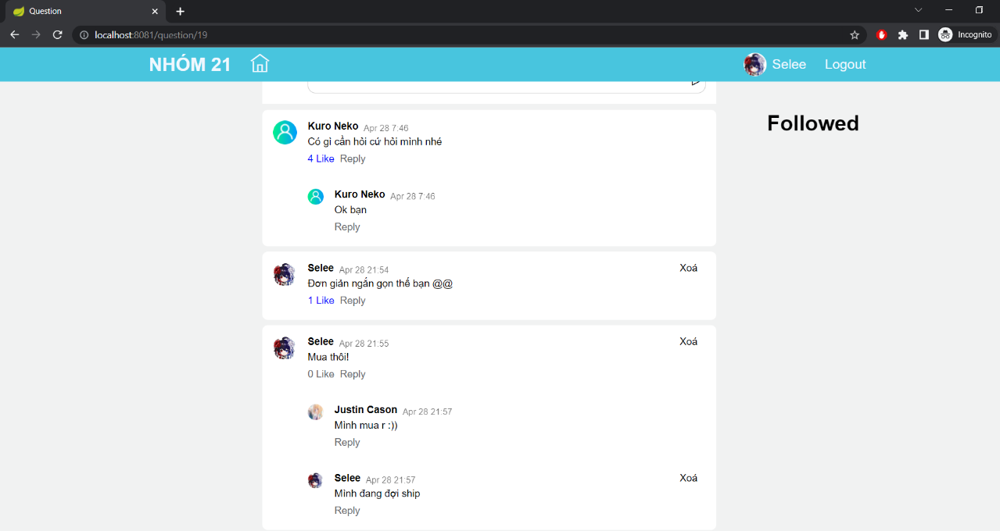 Question
localhost:8081/question/19
Incognito
NHÓM 21
Selee
Logout
Followed
Kuro Neko Apr 28 7:46
Có gì cần hỏi cứ hỏi mình nhé
4 Like Reply
Kuro Neko Apr 28 7:46
Ok bạn
Reply
Selee Apr 28 21:54 Xoá
Đơn giản ngắn gọn thế bạn @@
1 Like Reply
Selee Apr 28 21:55 Xoá
Mua thôi!
0 Like Reply
Justin Cason Apr 28 21:57
Mình mua r :))
Reply
Selee Apr 28 21:57 Xoá
Mình đang đợi ship
Reply